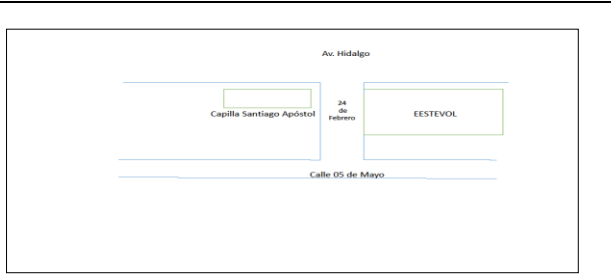 Av. Hidalgo
24
de
Febrero
Capilla Santiago Apóstol
EESTEVOL
Calle 05 de Mayo